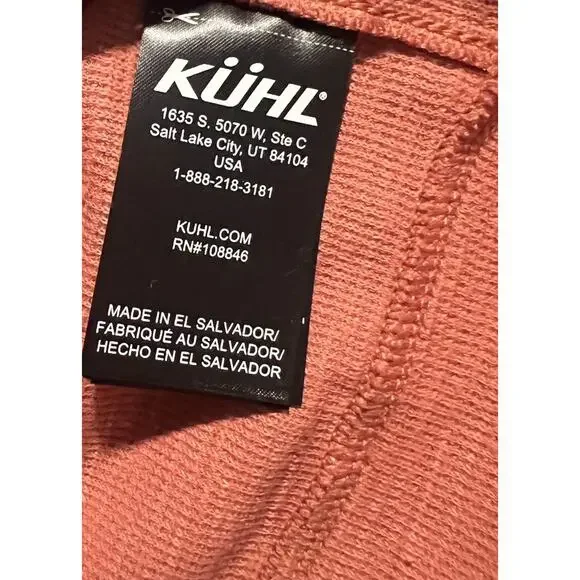 KÜHL®
1635 S. 5070 W, Ste C
Salt Lake City, UT 84104
USA
1-888-218-3181
KUHL.COM
RN#108846
MADE IN EL SALVADOR/
FABRIQUÉ AU SALVADOR/
HECHO EN EL SALVADOR